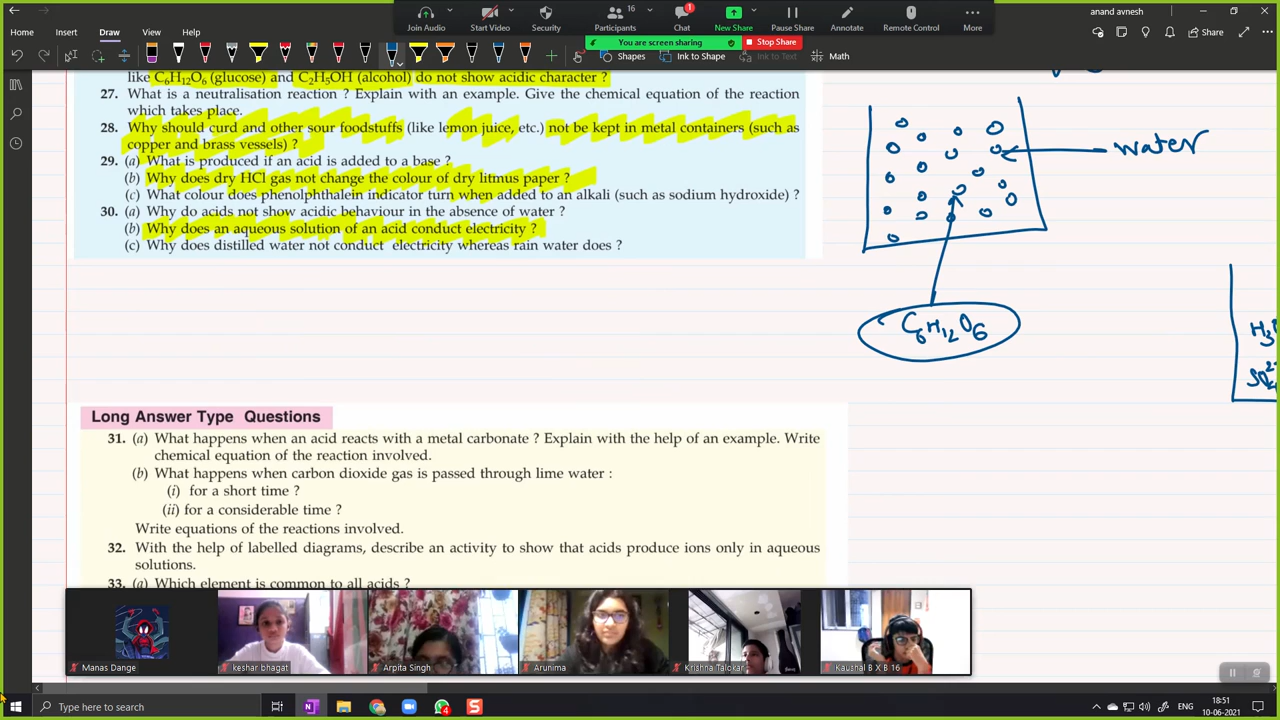 16
1
anand avnesh
Join Audio
Start Video
Security
Participants
Chat
New Share
Pause Share
Annotate
Remote Control
More
Home
Insert
Draw
View
Help
You are screen sharing
Stop Share
Share
Shapes
Ink to Shape
Ink to Text
Math
like C6H12O6 (glucose) and C2H5OH (alcohol) do not show acidic character ?
27. What is a neutralisation reaction ? Explain with an example. Give the chemical equation of the reaction
which takes place.
28. Why should curd and other sour foodstuffs (like lemon juice, etc.) not be kept in metal containers (such as
copper and brass vessels) ?
29. (a) What is produced if an acid is added to a base ?
(b) Why does dry HCl gas not change the colour of dry litmus paper ?
(c) What colour does phenolphthalein indicator turn when added to an alkali (such as sodium hydroxide) ?
30. (a) Why do acids not show acidic behaviour in the absence of water ?
(b) Why does an aqueous solution of an acid conduct electricity ?
(c) Why does distilled water not conduct electricity whereas rain water does ?
water
C6H12O6
Long Answer Type Questions
31. (a) What happens when an acid reacts with a metal carbonate ? Explain with the help of an example. Write
chemical equation of the reaction involved.
(b) What happens when carbon dioxide gas is passed through lime water :
(i) for a short time ?
(ii) for a considerable time ?
Write equations of the reactions involved.
32. With the help of labelled diagrams, describe an activity to show that acids produce ions only in aqueous
solutions.
33. (a) Which element is common to all acids ?
Manas Dange
keshar bhagat
Arpita Singh
Arunima
Krishna Talokar
Kaushal B X B 16
Type here to search
4
ENG
18:51
10-06-2021